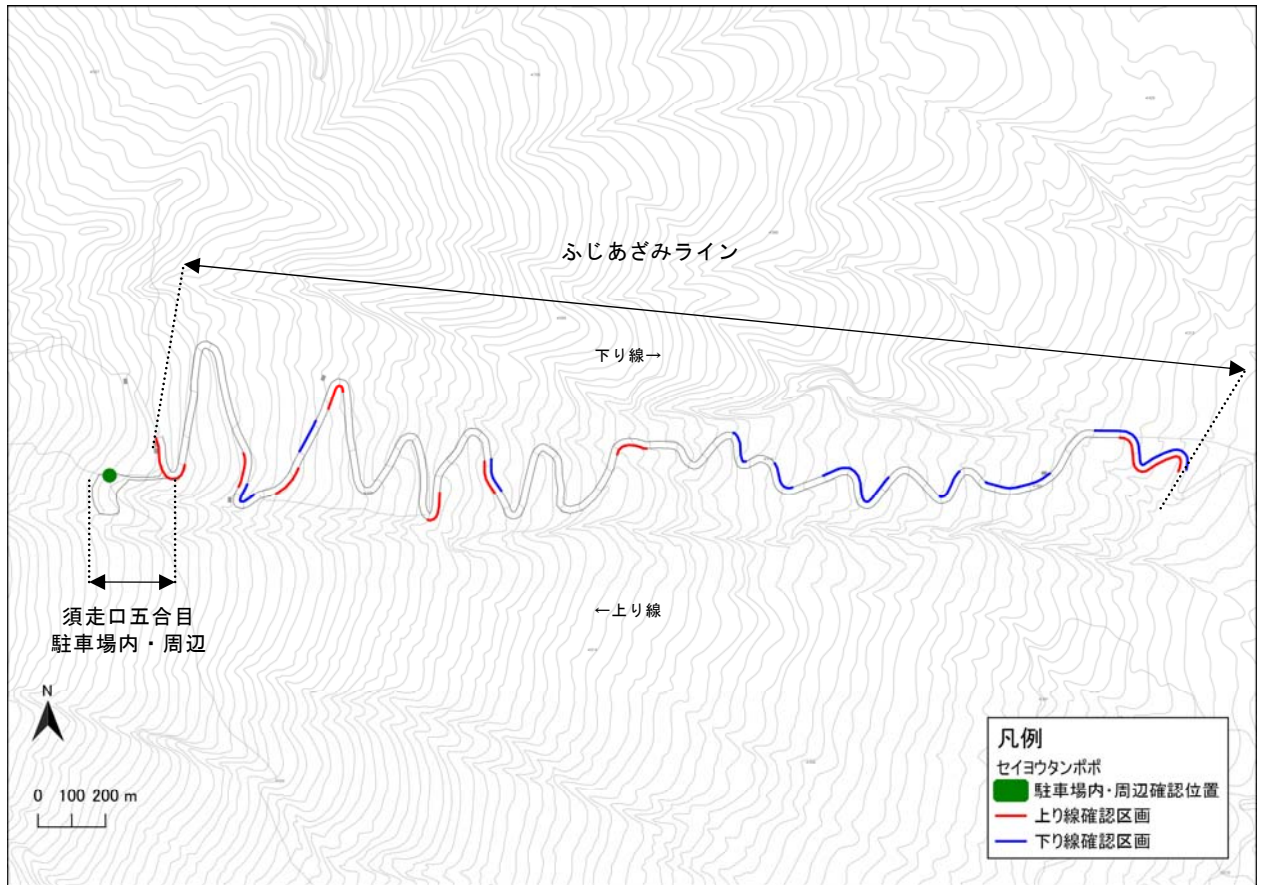 ふじあざみライン
下り線→
←上り線
須走口五合目
駐車場内・周辺
N
0 100 200 m
凡例
セイヨウタンポポ
駐車場内・周辺確認位置
上り線確認区画
下り線確認区画